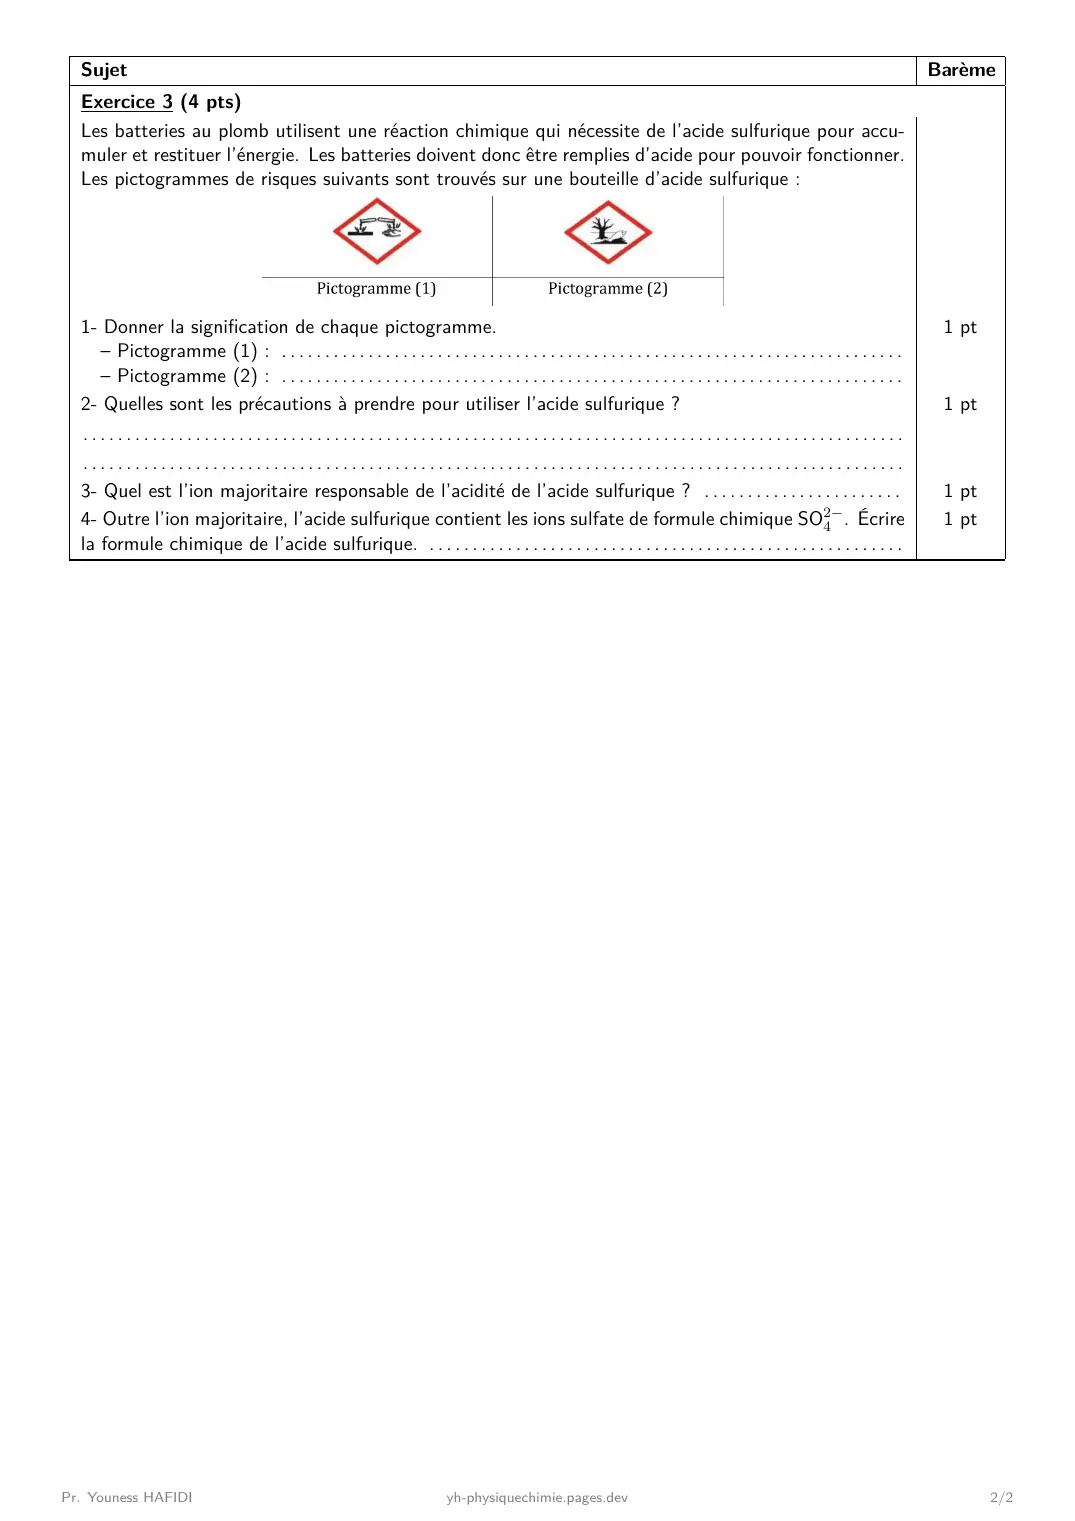 Sujet Barème
Exercice 3 (4 pts)
Les batteries au plomb utilisent une réaction chimique qui nécessite de l'acide sulfurique pour accu-
muler et restituer l'énergie. Les batteries doivent donc être remplies d'acide pour pouvoir fonctionner.
Les pictogrammes de risques suivants sont trouvés sur une bouteille d'acide sulfurique :
Pictogramme (1) Pictogramme (2)
1- Donner la signification de chaque pictogramme. 1 pt
– Pictogramme (1) : ........................................................................
– Pictogramme (2) : ........................................................................
2- Quelles sont les précautions à prendre pour utiliser l'acide sulfurique ? 1 pt
...............................................................................................
...............................................................................................
3- Quel est l'ion majoritaire responsable de l'acidité de l'acide sulfurique ? ....................... 1 pt
4- Outre l'ion majoritaire, l'acide sulfurique contient les ions sulfate de formule chimique SO₄²⁻. Écrire 1 pt
la formule chimique de l'acide sulfurique. .......................................................
Pr. Youness HAFIDI yh-physiquechimie.pages.dev 2/2